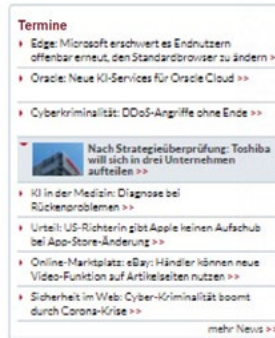 Termine
Edge: Microsoft erschwert es Endnutzern
offenbar erneut, den Standardbrowser zu ändern >
Oracle: Neue KI-Services für Oracle Cloud >>
Cyberkriminalität: DDoS-Angriffe ohne Ende >>
Nach Strategieüberprüfung: Toshiba
will sich in drei Unternehmen
aufteilen >>
KI in der Medizin: Diagnose bei
Rückenproblemen >>
Urteil: US-Richterin gibt Apple keinen Aufschub
bei App-Store-Änderung >>
Online-Marktplatz: eBay: Händler können neue
Video-Funktion auf Artikelseiten nutzen >>
Sicherheit im Web: Cyber-Kriminalität boomt
durch Corona-Krise >>
mehr News >>